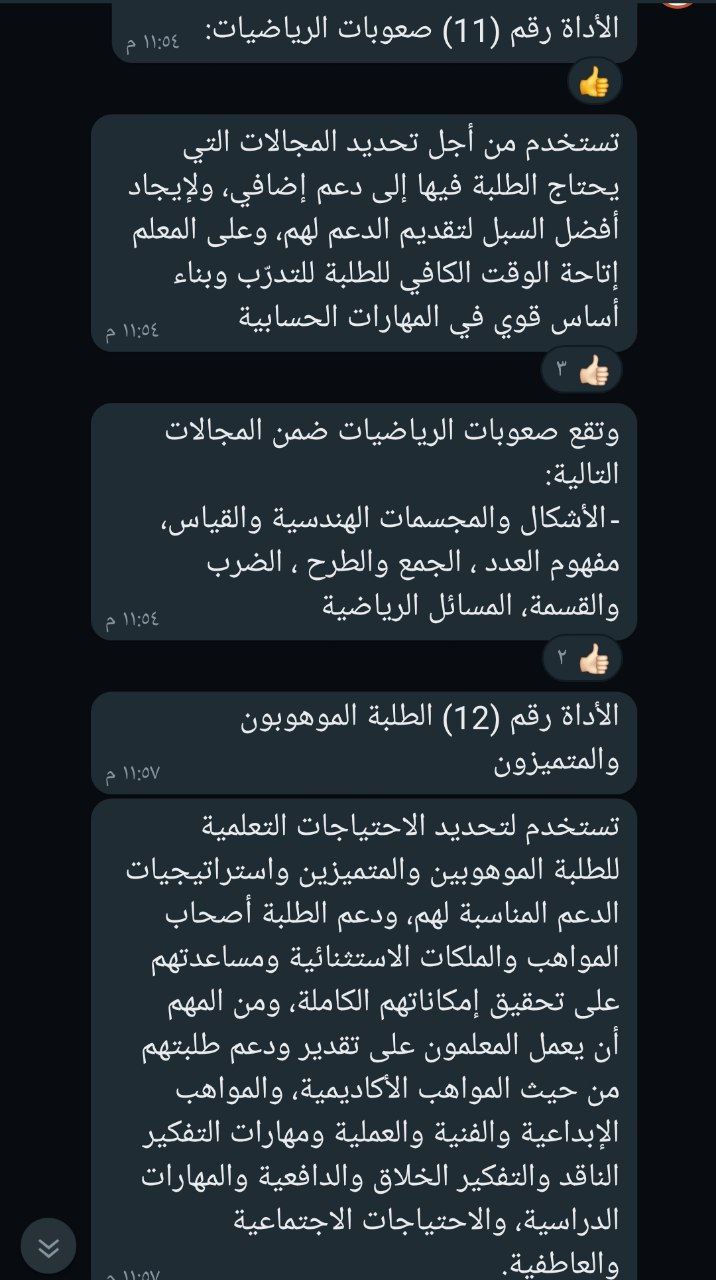 الأداة رقم (11) صعوبات الرياضيات:
١١:٥٤ م
تستخدم من أجل تحديد المجالات التي
يحتاج الطلبة فيها إلى دعم إضافي، ولإيجاد
أفضل السبل لتقديم الدعم لهم، وعلى المعلم
إتاحة الوقت الكافي للطلبة للتدرّب وبناء
أساس قوي في المهارات الحسابية
١١:٥٤ م
٣
وتقع صعوبات الرياضيات ضمن المجالات
التالية:
-الأشكال والمجسمات الهندسية والقياس،
مفهوم العدد ، الجمع والطرح ، الضرب
والقسمة، المسائل الرياضية
١١:٥٤ م
٢
الأداة رقم (12) الطلبة الموهوبون
والمتميزون
١١:٥٧ م
تستخدم لتحديد الاحتياجات التعلمية
للطلبة الموهوبين والمتميزين واستراتيجيات
الدعم المناسبة لهم، ودعم الطلبة أصحاب
المواهب والملكات الاستثنائية ومساعدتهم
على تحقيق إمكاناتهم الكاملة، ومن المهم
أن يعمل المعلمون على تقدير ودعم طلبتهم
من حيث المواهب الأكاديمية، والمواهب
الإبداعية والفنية والعملية ومهارات التفكير
الناقد والتفكير الخلاق والدافعية والمهارات
الدراسية، والاحتياجات الاجتماعية
والعاطفية.
١١:٥٧ م